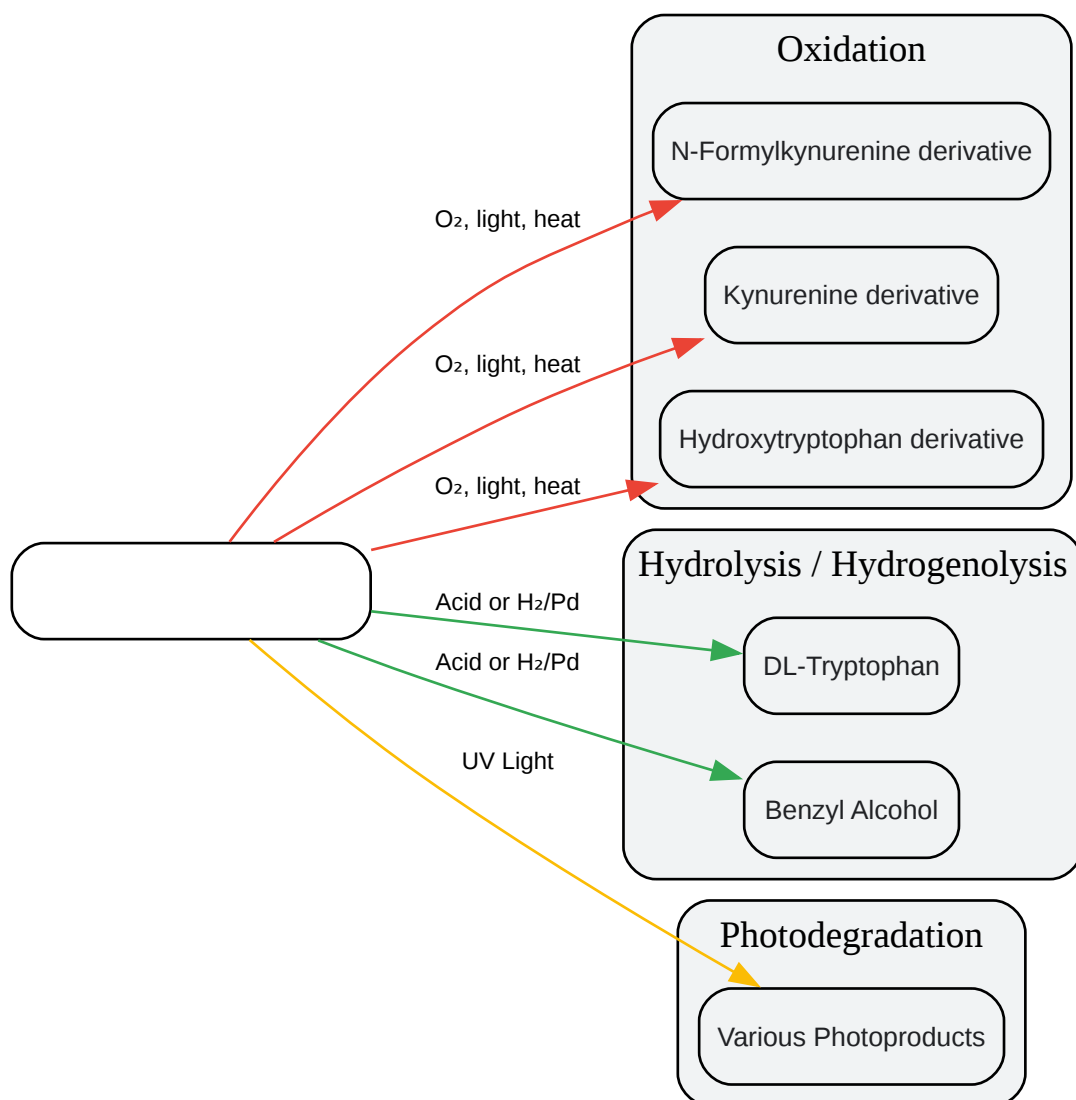 Oxidation
N-Formylkynurenine derivative
O₂, light, heat
Kynurenine derivative
O₂, light, heat
Hydroxytryptophan derivative
O₂, light, heat
Hydrolysis / Hydrogenolysis
Acid or H₂/Pd
DL-Tryptophan
Acid or H₂/Pd
UV Light
Benzyl Alcohol
Photodegradation
Various Photoproducts